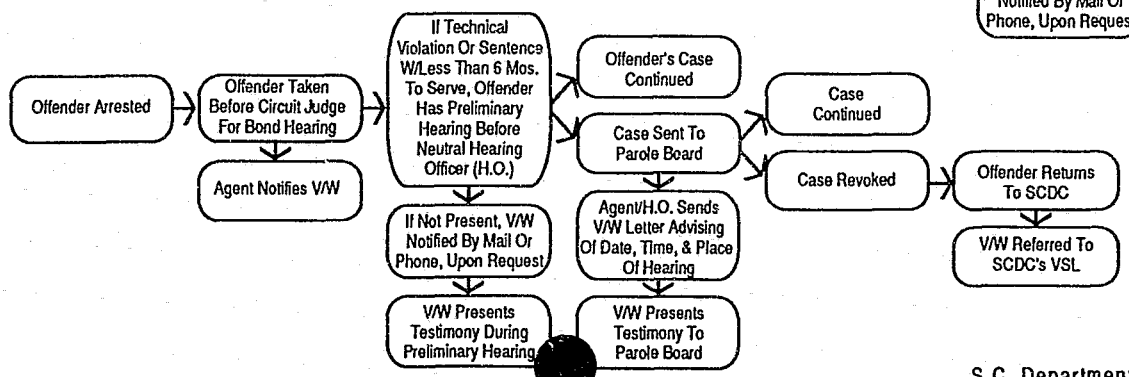 Notified By Mail Or
Phone, Upon Reques
Offender Arrested
Offender Taken
Before Circuit Judge
For Bond Hearing
Agent Notifies V/W
If Technical
Violation Or Sentence
W/Less Than 6 Mos.
To Serve, Offender
Has Preliminary
Hearing Before
Neutral Hearing
Officer (H.O.)
If Not Present, V/W
Notified By Mail Or
Phone, Upon Request
V/W Presents
Testimony During
Preliminary Hearing
Offender's Case
Continued
Case Sent To
Parole Board
Agent/H.O. Sends
V/W Letter Advising
Of Date, Time, & Place
Of Hearing
V/W Presents
Testimony To
Parole Board
Case
Continued
Case Revoked
Offender Returns
To SCDC
V/W Referred To
SCDC's VSL
S.C. Department